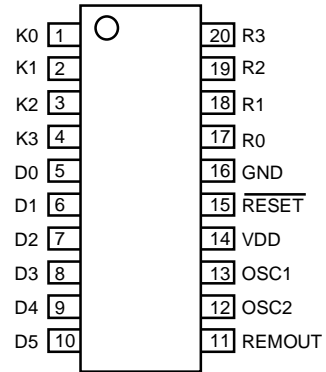 K0 1 20 R3
K1 2 19 R2
K2 3 18 R1
K3 4 17 R0
D0 5 16 GND
D1 6 15 RESET
D2 7 14 VDD
D3 8 13 OSC1
D4 9 12 OSC2
D5 10 11 REMOUT